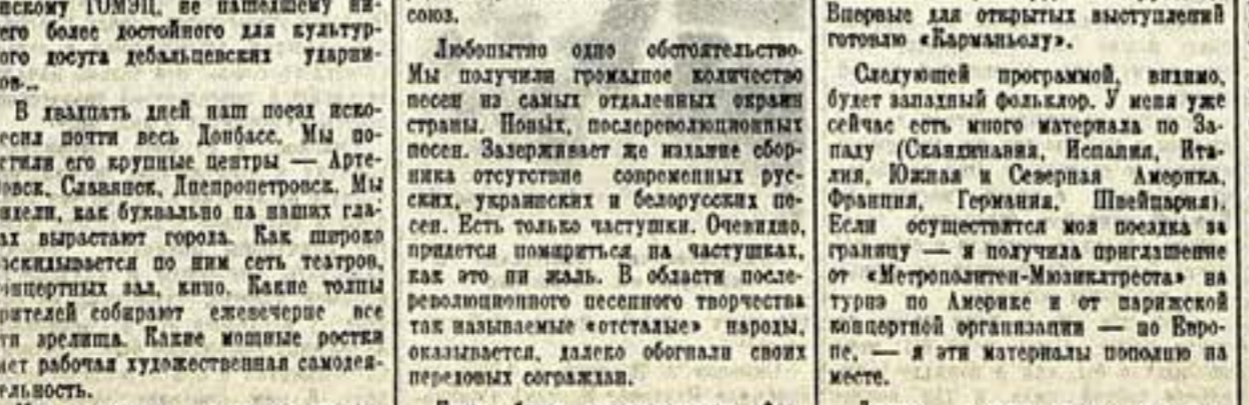 нскому ТОМЭЦ, не нашедшему ни-
его более достойного для культур-
ого досуга дебальцевских ударни-
ов...
В двадцать дней наш поезд иско-
есил почти весь Донбасс. Мы по-
етили его крупные центры — Арте-
овск, Славянск, Днепропетровск. Мы
идели, как буквально на наших гла-
ах вырастают города. Как широко
аскидывается по ним сеть театров,
онцертных зал, кино. Какие толпы
рителей собирают ежевечерне все
ти зрелища. Какие мощные ростки
ает рабочая художественная самодея-
ельность.
союз.
Любопытно одно обстоятельство.
Мы получили громадное количество
песен из самых отдаленных окраин
страны. Новых, послереволюционных
песен. Задерживает же издание сбор-
ника отсутствие современных рус-
ских, украинских и белорусских пе-
сен. Есть только частушки. Очевидно,
придется помириться на частушках,
как это ни жаль. В области после-
революционного песенного творчества
так называемые «отсталые» народы,
оказывается, далеко обогнали своих
передовых сограждан.
Впервые для открытых выступлений
готовлю «Карманьолу».
Следующей программой, видимо,
будет западный фольклор. У меня уже
сейчас есть много материала по За-
паду (Скандинавия, Испания, Ита-
лия, Южная и Северная Америка,
Франция, Германия, Швейцария).
Если осуществится моя поездка за
границу — я получила приглашение
от «Метрополитен-Мюзиклтреста» на
турнэ по Америке и от парижской
концертной организации — по Евро-
пе, — я эти материалы пополню на
месте.